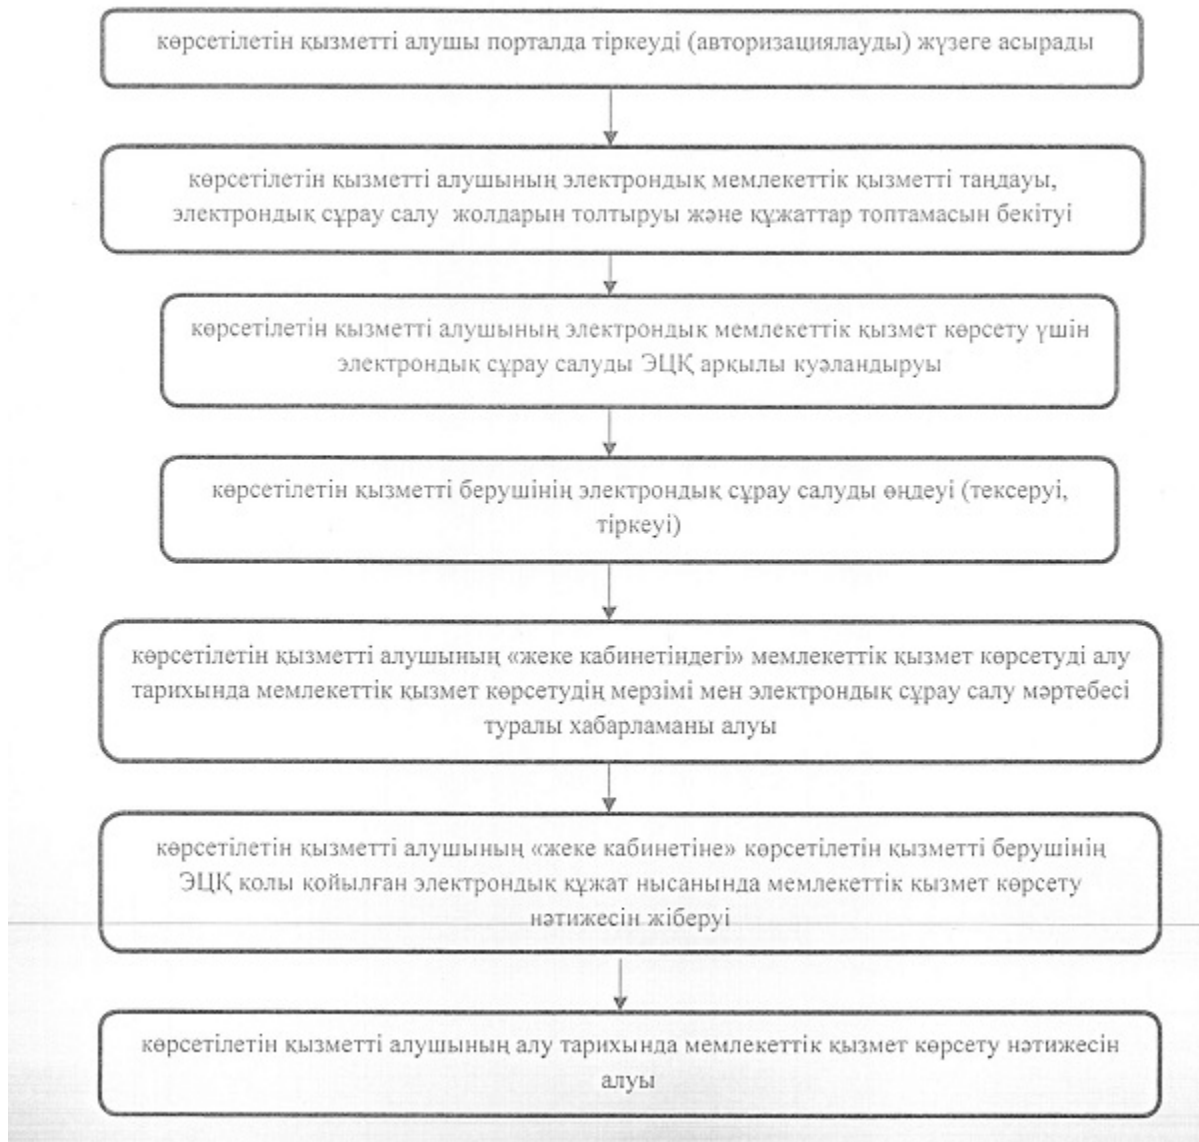 көрсетілетін қызметті алушы порталда тіркеуді (авторизациялауды) жүзеге асырады
көрсетілетін қызметті алушының электрондық мемлекеттік қызметті таңдауы,
электрондық сұрау салу жолдарын толтыруы және құжаттар топтамасын бекітуі
көрсетілетін қызметті алушының электрондық мемлекеттік қызмет көрсету үшін
электрондық сұрау салуды ЭЦҚ арқылы куәландыруы
көрсетілетін қызметті берушінің электрондық сұрау салуды өңдеуі (тексеруі,
тіркеуі)
көрсетілетін қызметті алушының «жеке кабинетіндегі» мемлекеттік қызмет көрсетуді алу
тарихында мемлекеттік қызмет көрсетудің мерзімі мен электрондық сұрау салу мәртебесі
туралы хабарламаны алуы
көрсетілетін қызметті алушының «жеке кабинетіне» көрсетілетін қызметті берушінің
ЭЦҚ қолы қойылған электрондық құжат нысанында мемлекеттік қызмет көрсету
нәтижесін жіберуі
көрсетілетін қызметті алушының алу тарихында мемлекеттік қызмет көрсету нәтижесін
алуы